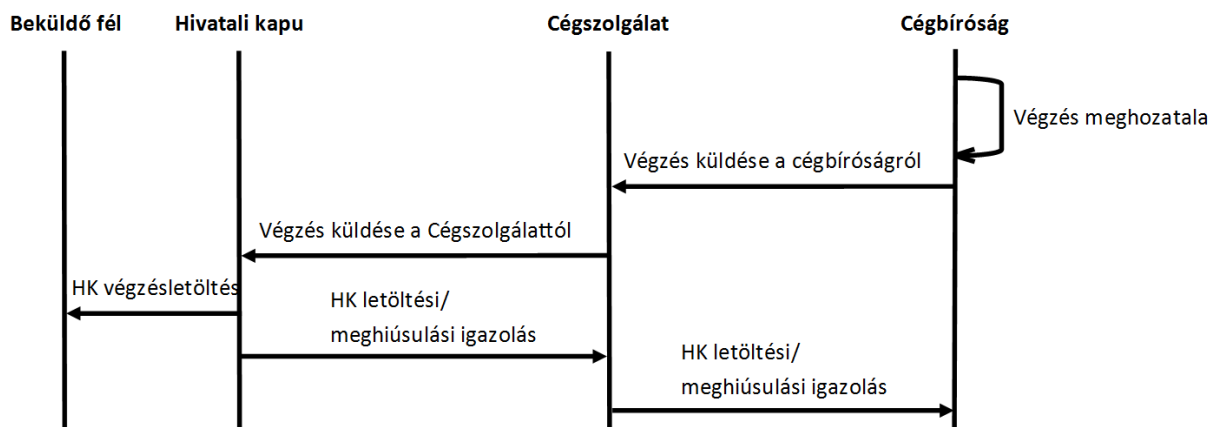 Beküldő fél
Hivatali kapu
Cégszolgálat
Cégbíróság
Végzés meghozatala
Végzés küldése a cégbíróságról
Végzés küldése a Cégszolgálattól
HK végzésletöltés
HK letöltési/
meghiúsulási igazolás
HK letöltési/
meghiúsulási igazolás